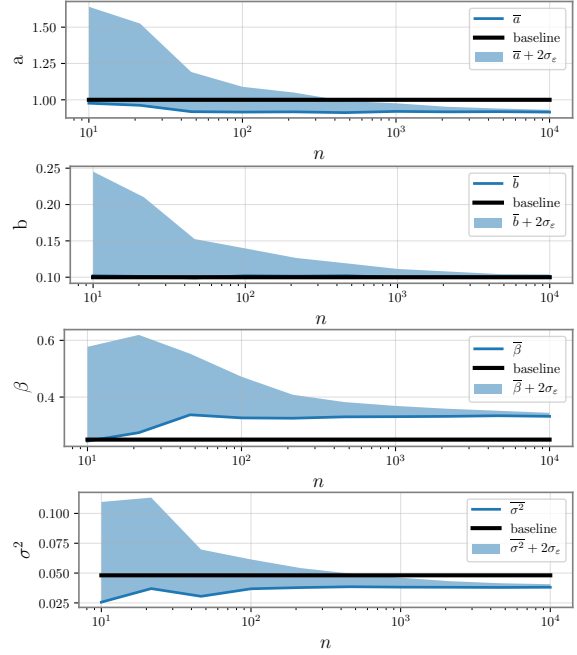 1.50
1.25
1.00
a
a̅
baseline
a̅ + 2σ_ε
10¹ 10² 10³ 10⁴
n
0.25
0.20
0.15
0.10
b
b̅
baseline
b̅ + 2σ_ε
10¹ 10² 10³ 10⁴
n
0.6
0.4
β
β̅
baseline
β̅ + 2σ_ε
10¹ 10² 10³ 10⁴
n
0.100
0.075
0.050
0.025
σ²
σ̅²̅
baseline
σ̅²̅ + 2σ_ε
10¹ 10² 10³ 10⁴
n